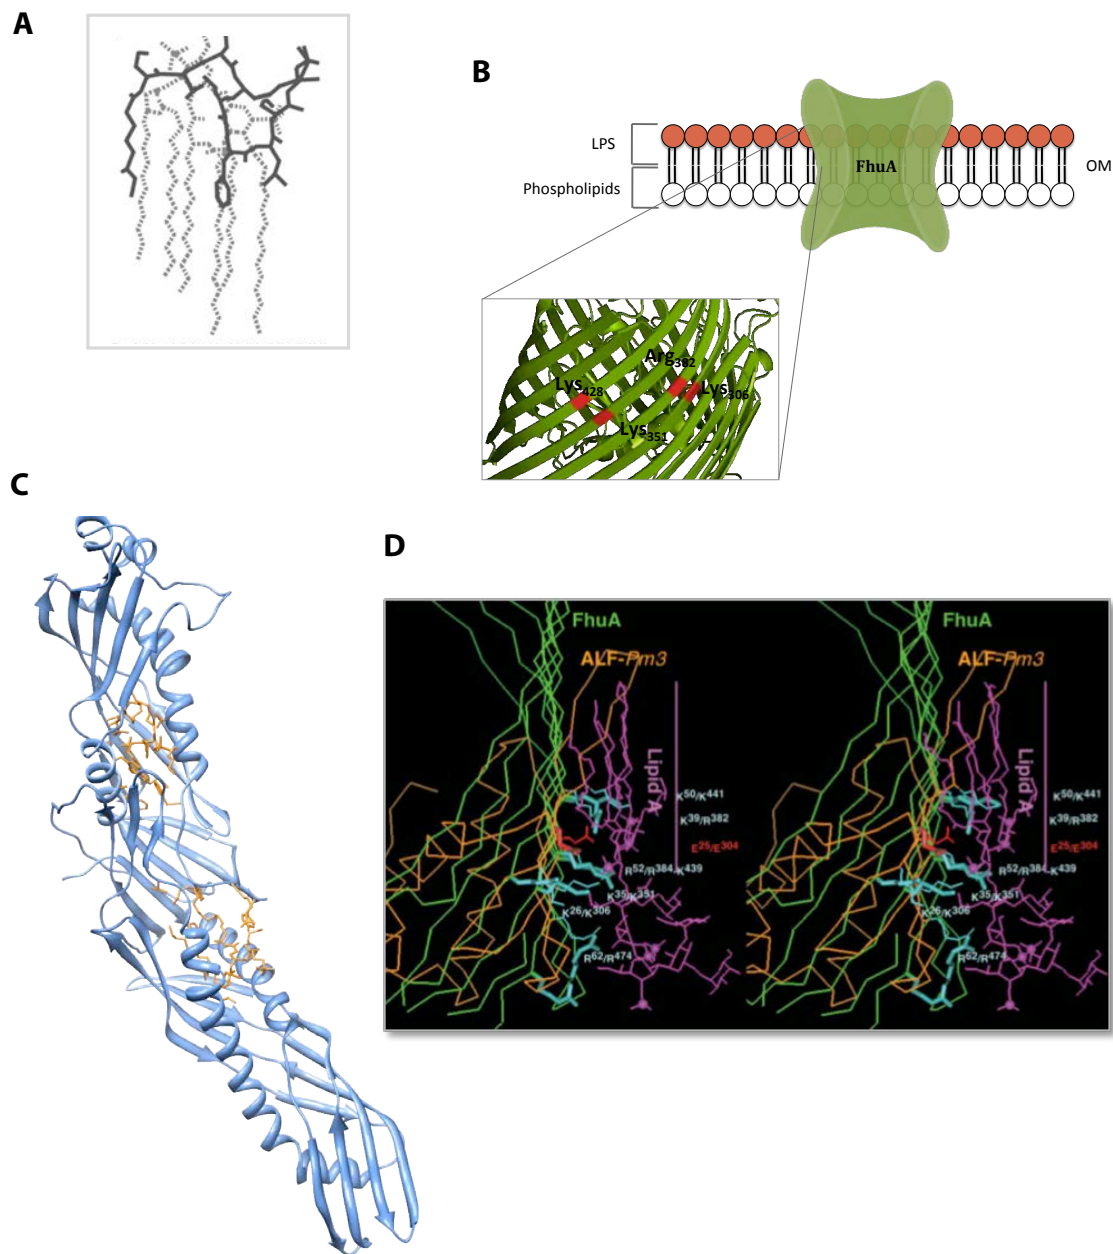 A
B
LPS
Phospholipids
FhuA
OM
Arg382
Lys428
Lys306
Lys351
C
D
FhuA
ALF-Pm3
Lipid A
K50/K441
K39/R382
E25/E304
R52/R384-K439
K35/K351
K26/K306
R62/R474
FhuA
ALF-Pm3
Lipid A
K50/K441
K39/R382
E25/E304
R52/R384-K439
K35/K351
K26/K306
R62/R474